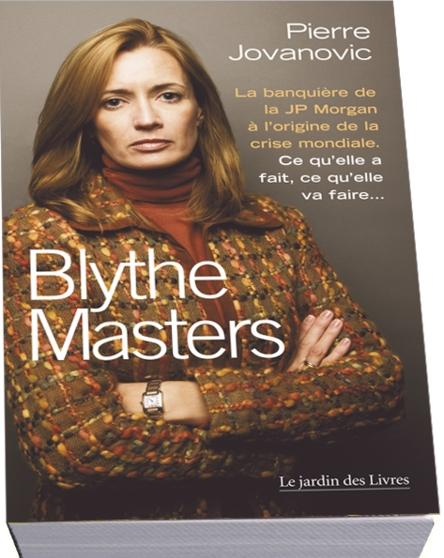 Pierre
Jovanovic
La banquière de
la JP Morgan
à l'origine de la
crise mondiale.
Ce qu'elle a
fait, ce qu'elle
va faire...
Blythe
Masters
Le jardin des Livres